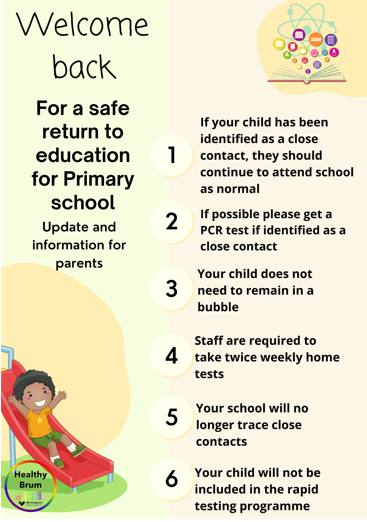 Welcome
back
For a safe
return to
education
for Primary
school
Update and
information for
parents
1
If your child has been
identified as a close
contact, they should
continue to attend school
as normal
2
If possible please get a
PCR test if identified as a
close contact
3
Your child does not
need to remain in a
bubble
4
Staff are required to
take twice weekly home
tests
5
Your school will no
longer trace close
contacts
6
Your child will not be
included in the rapid
testing programme
Healthy
Brum